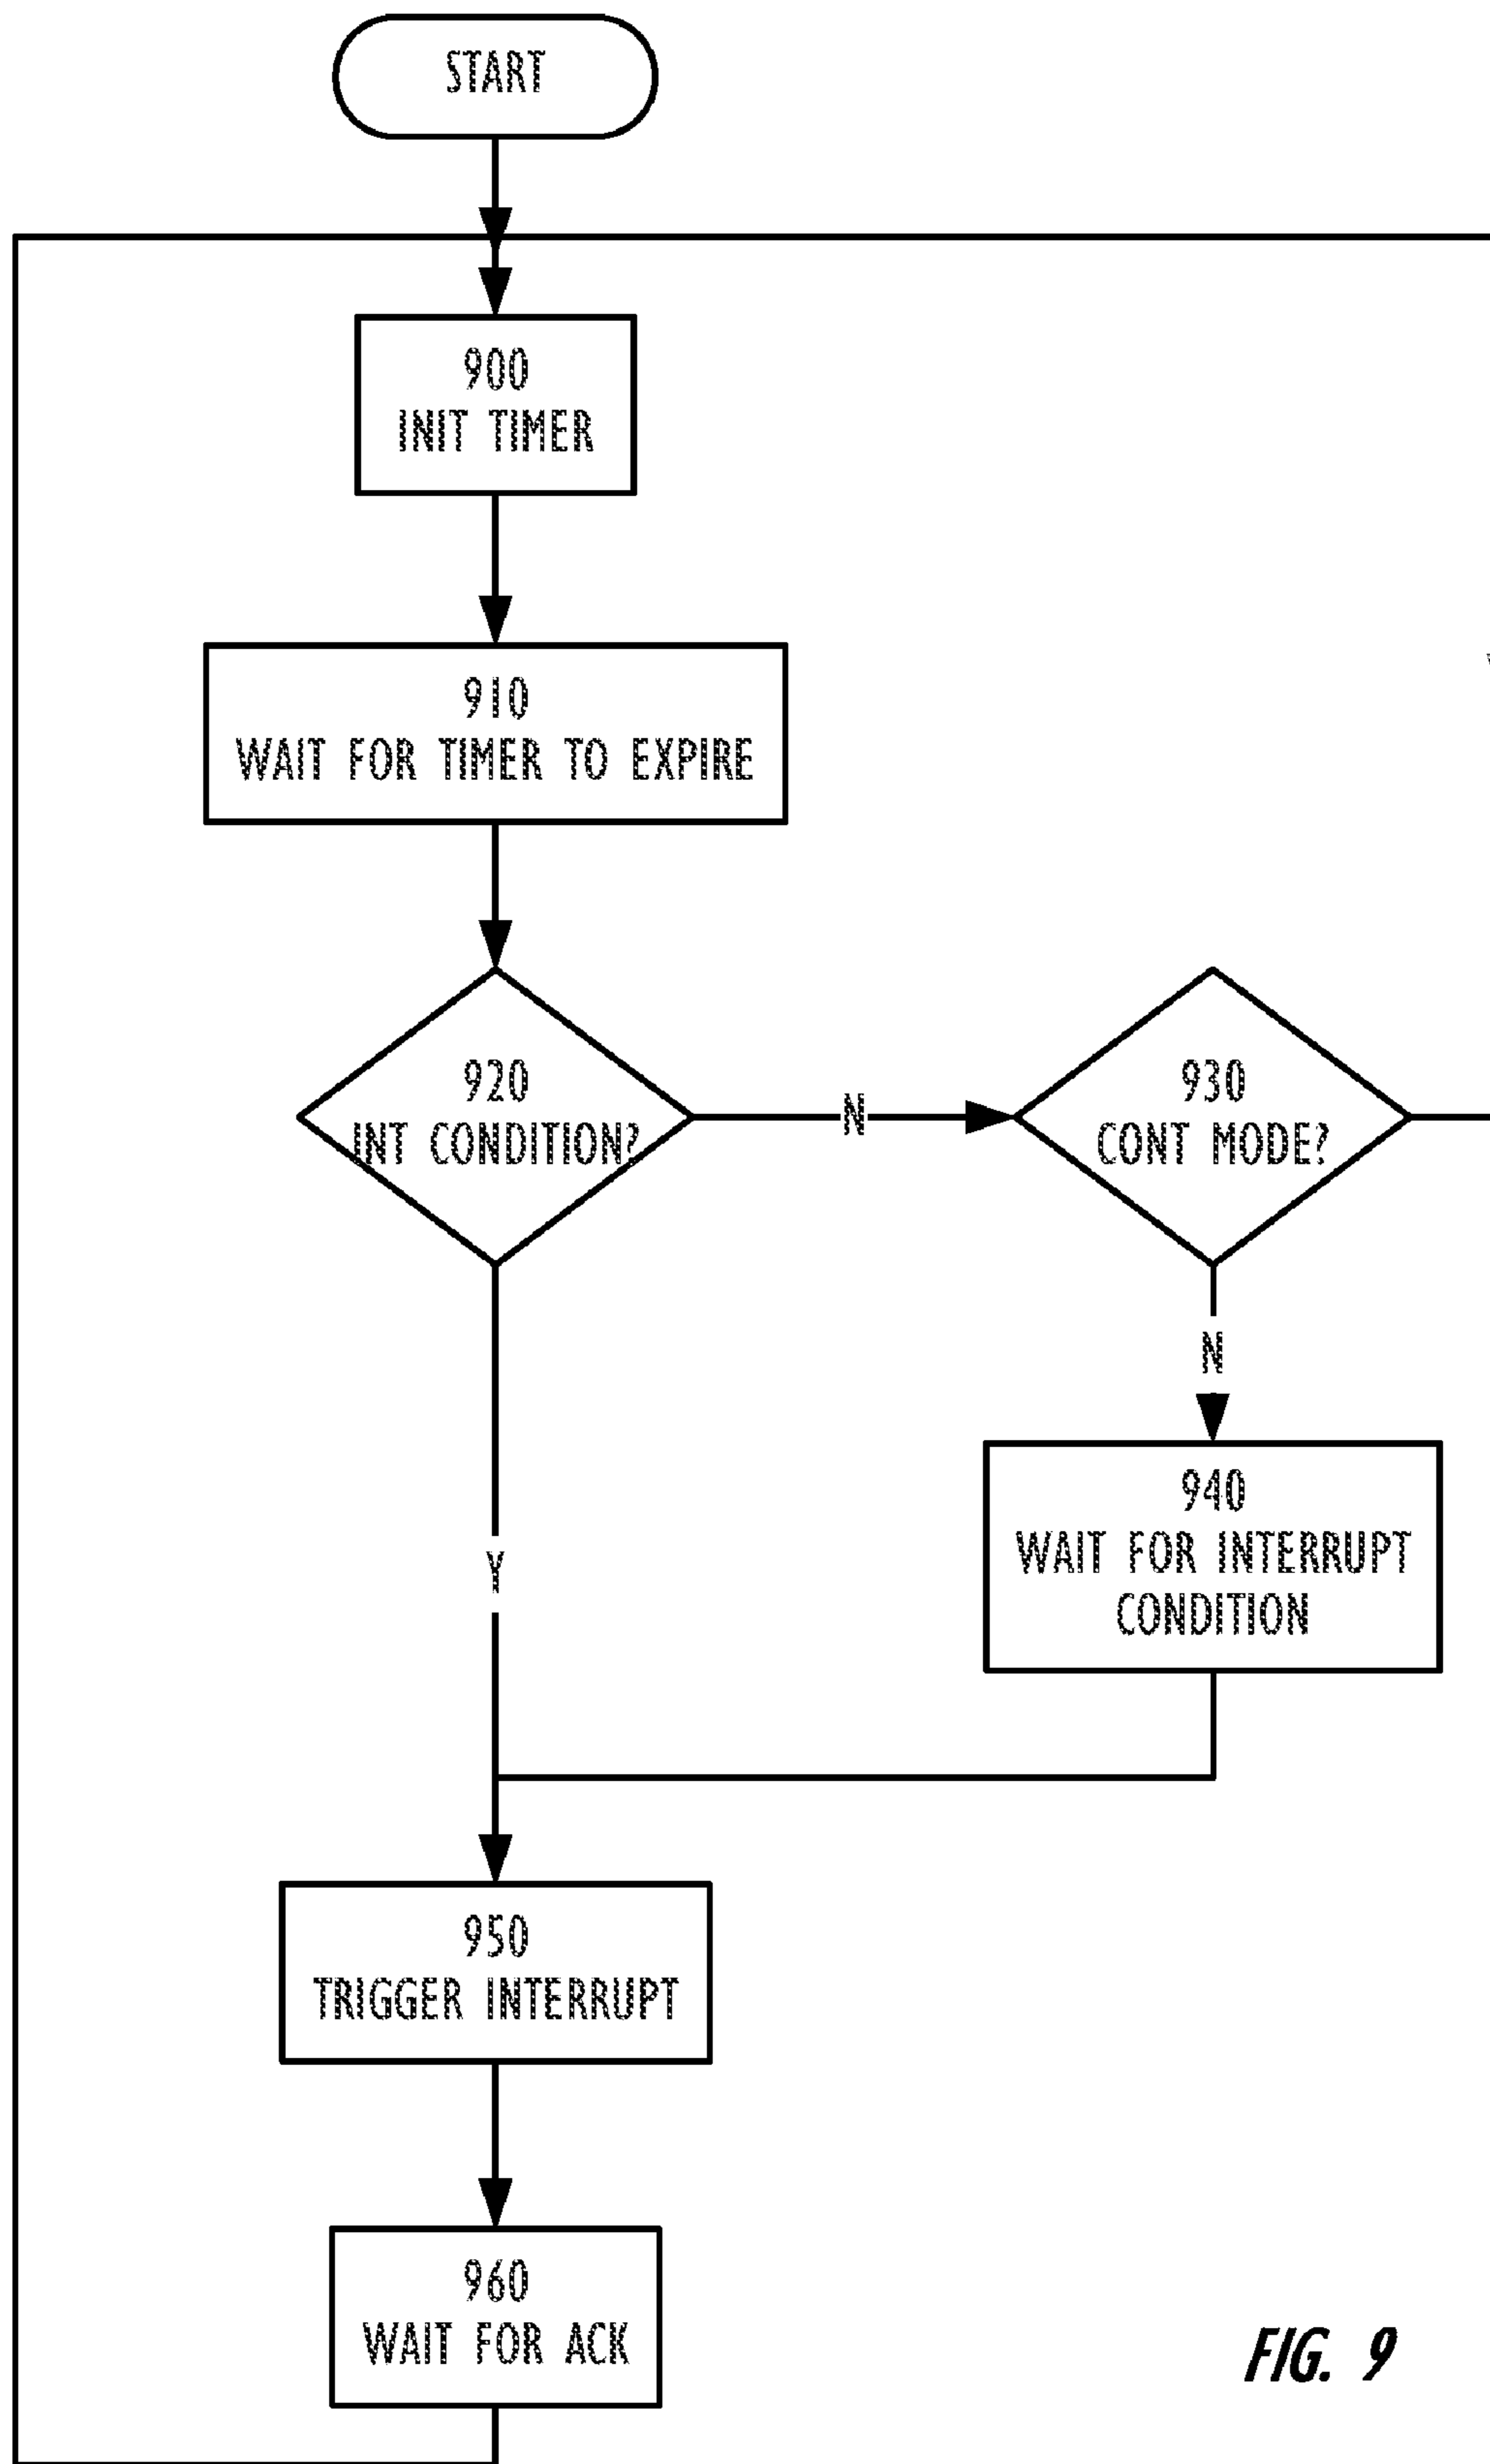 START
900
INIT TIMER
910
WAIT FOR TIMER TO EXPIRE
920
INT CONDITION?
N
930
CONT MODE?
N
940
WAIT FOR INTERRUPT
CONDITION
Y
950
TRIGGER INTERRUPT
960
WAIT FOR ACK
FIG. 9